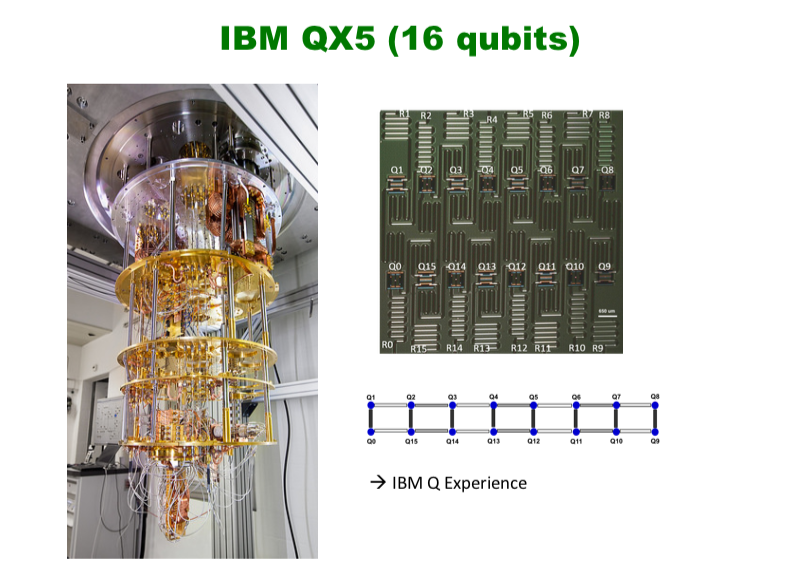 IBM QX5 (16 qubits)
R1 R2 R3 R4 R5 R6 R7 R8
Q1 Q2 Q3 Q4 Q5 Q6 Q7 Q8
Q0 Q15 Q14 Q13 Q12 Q11 Q10 Q9
R0 R15 R14 R13 R12 R11 R10 R9
Q1 Q2 Q3 Q4 Q5 Q6 Q7 Q8
Q0 Q15 Q14 Q13 Q12 Q11 Q10 Q9
→ IBM Q Experience